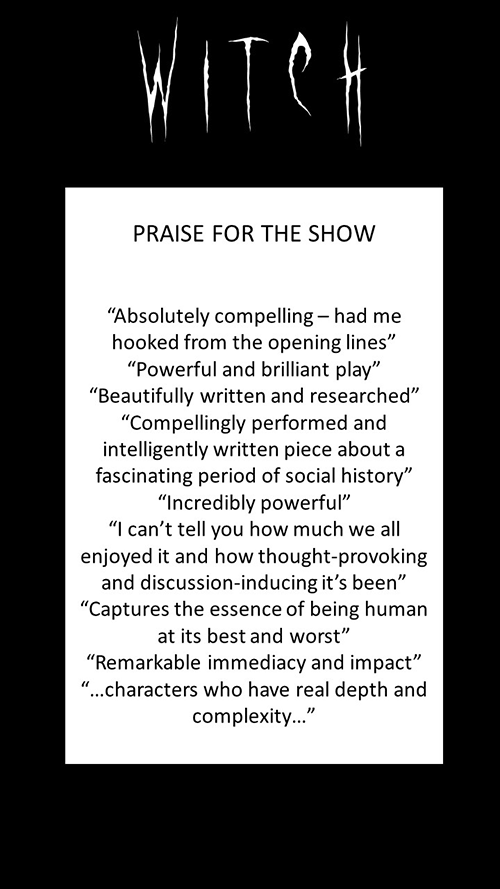 WITCH
PRAISE FOR THE SHOW
“Absolutely compelling – had me
hooked from the opening lines”
“Powerful and brilliant play”
“Beautifully written and researched”
“Compellingly performed and
intelligently written piece about a
fascinating period of social history”
“Incredibly powerful”
“I can’t tell you how much we all
enjoyed it and how thought-provoking
and discussion-inducing it’s been”
“Captures the essence of being human
at its best and worst”
“Remarkable immediacy and impact”
“…characters who have real depth and
complexity…”